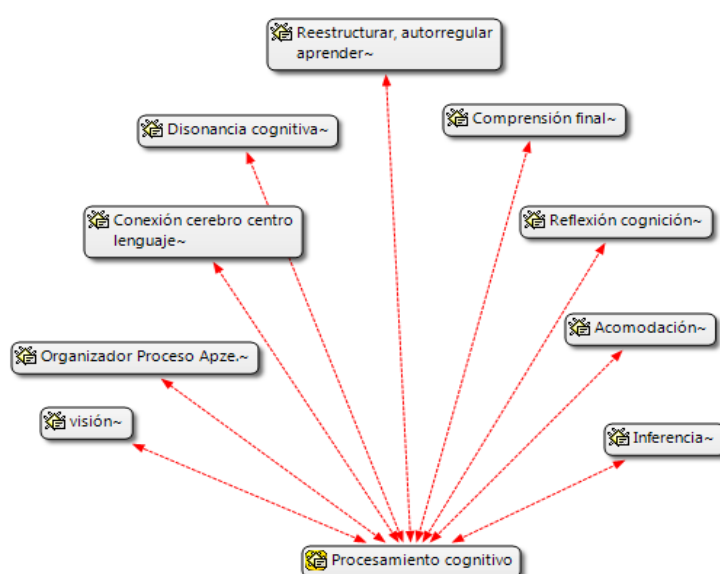 Reestructurar, autorregular
aprender~
Comprensión final~
Disonancia cognitiva~
Conexión cerebro centro
lenguaje~
Reflexión cognición~
Acomodación~
Organizador Proceso Apze.~
visión~
Inferencia~
Procesamiento cognitivo